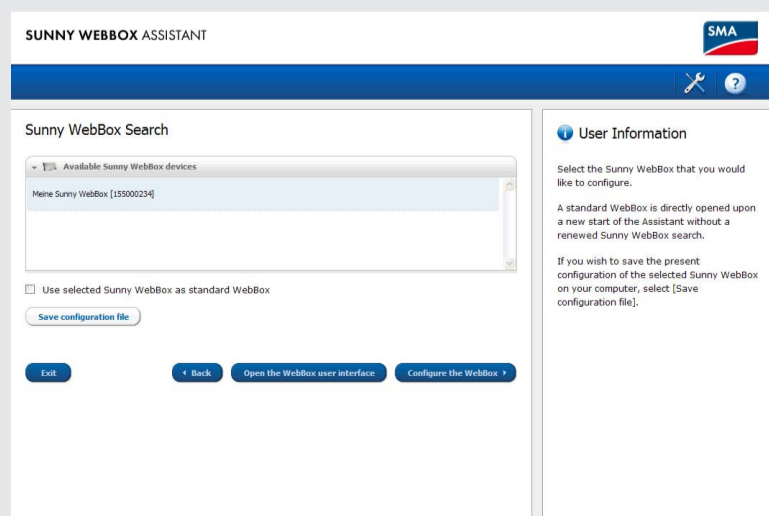 SUNNY WEBBOX ASSISTANT
SMA
?
Sunny WebBox Search
Available Sunny WebBox devices
Meine Sunny WebBox [155000234]
Use selected Sunny WebBox as standard WebBox
Save configuration file
Exit
Back
Open the WebBox user interface
Configure the WebBox
i User Information
Select the Sunny WebBox that you would
like to configure.
A standard WebBox is directly opened upon
a new start of the Assistant without a
renewed Sunny WebBox search.
If you wish to save the present
configuration of the selected Sunny WebBox
on your computer, select [Save
configuration file].